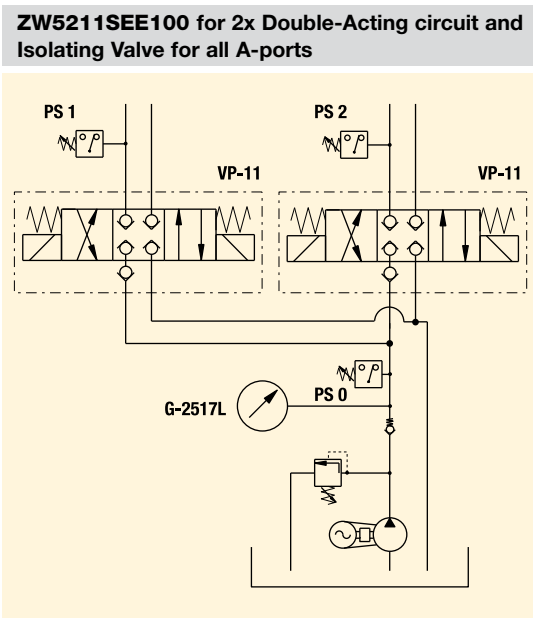 ZW5211SEE100 for 2x Double-Acting circuit and
Isolating Valve for all A-ports
PS 1
PS 2
VP-11
VP-11
PS 0
G-2517L